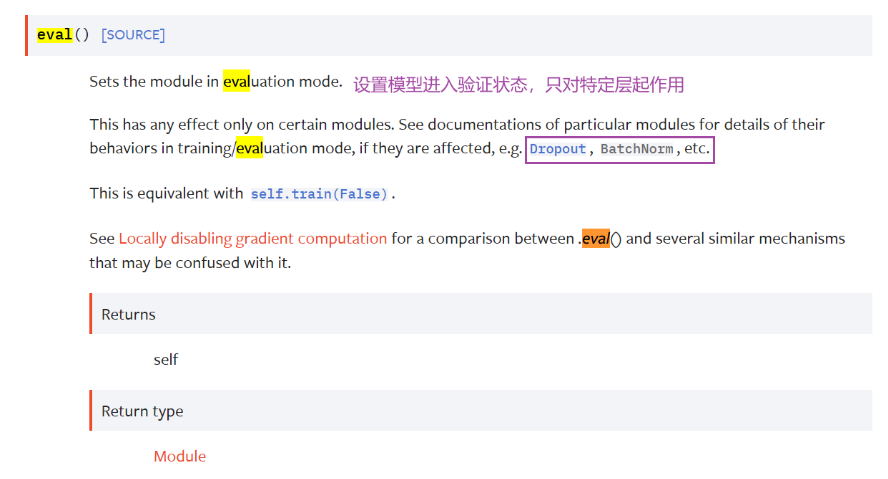 eval() [SOURCE]
Sets the module in evaluation mode. 设置模型进入验证状态，只对特定层起作用
This has any effect only on certain modules. See documentations of particular modules for details of their
behaviors in training/evaluation mode, if they are affected, e.g. Dropout, BatchNorm, etc.
This is equivalent with self.train(False).
See Locally disabling gradient computation for a comparison between .eval() and several similar mechanisms
that may be confused with it.
Returns
self
Return type
Module